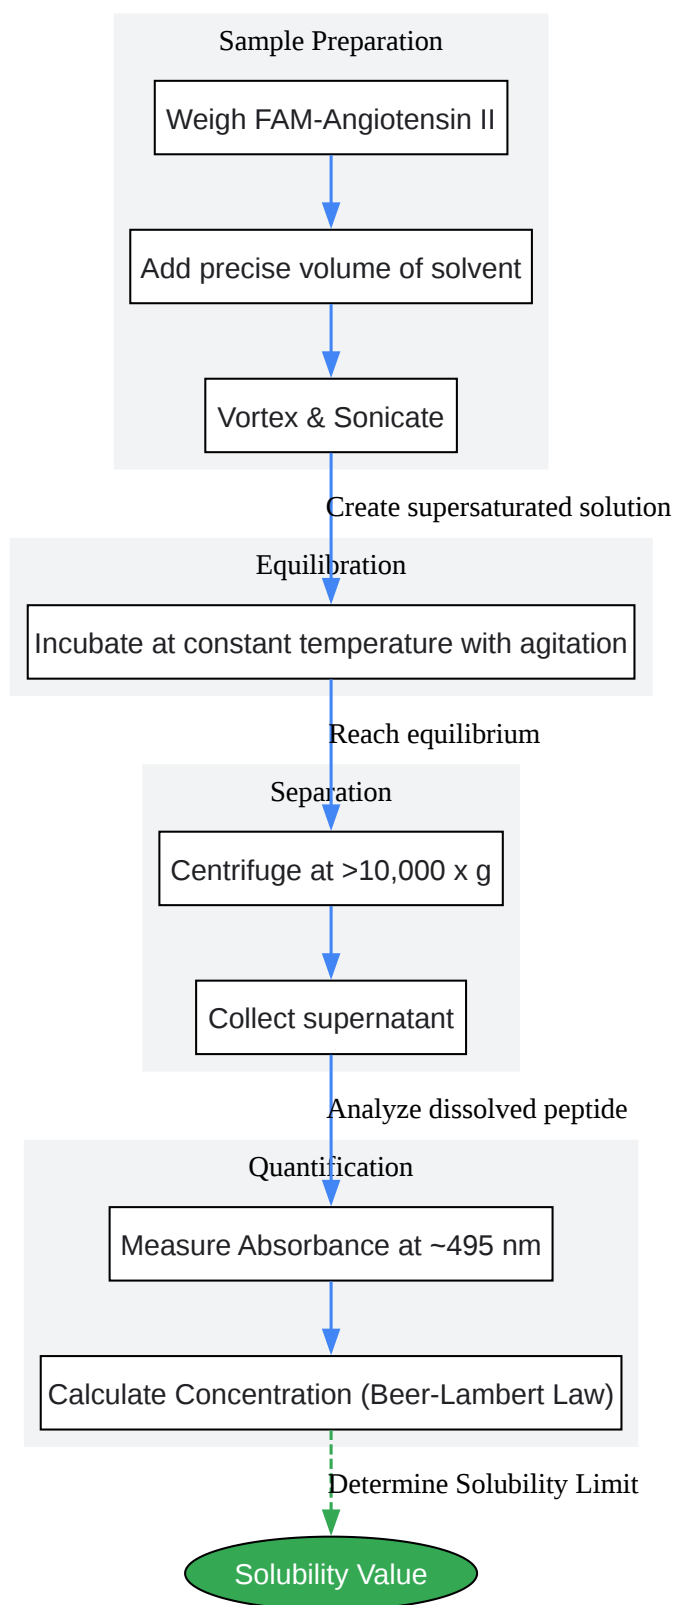 Sample Preparation
Weigh FAM-Angiotensin II
Add precise volume of solvent
Vortex & Sonicate
Create supersaturated solution
Equilibration
Incubate at constant temperature with agitation
Reach equilibrium
Separation
Centrifuge at >10,000 x g
Collect supernatant
Analyze dissolved peptide
Quantification
Measure Absorbance at ~495 nm
Calculate Concentration (Beer-Lambert Law)
Determine Solubility Limit
Solubility Value